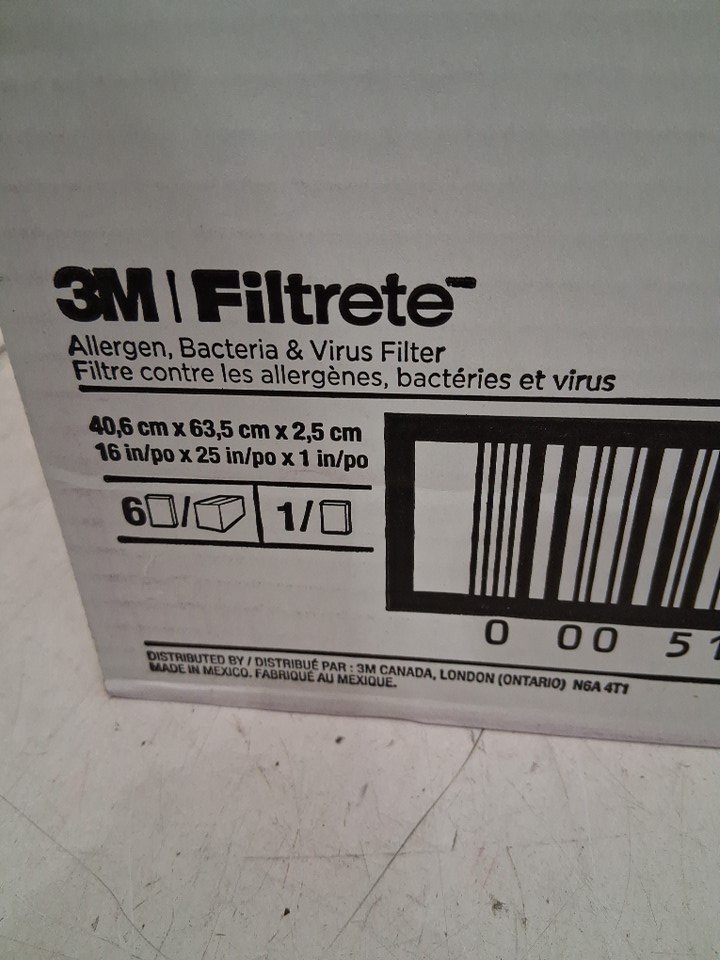 3M | Filtrete™
Allergen, Bacteria & Virus Filter
Filtre contre les allergènes, bactéries et virus
40,6 cm x 63,5 cm x 2,5 cm
16 in/po x 25 in/po x 1 in/po
6 / 1 /
0 00 51
DISTRIBUTED BY / DISTRIBUÉ PAR : 3M CANADA, LONDON (ONTARIO) N6A 4T1
MADE IN MEXICO. FABRIQUÉ AU MEXIQUE.